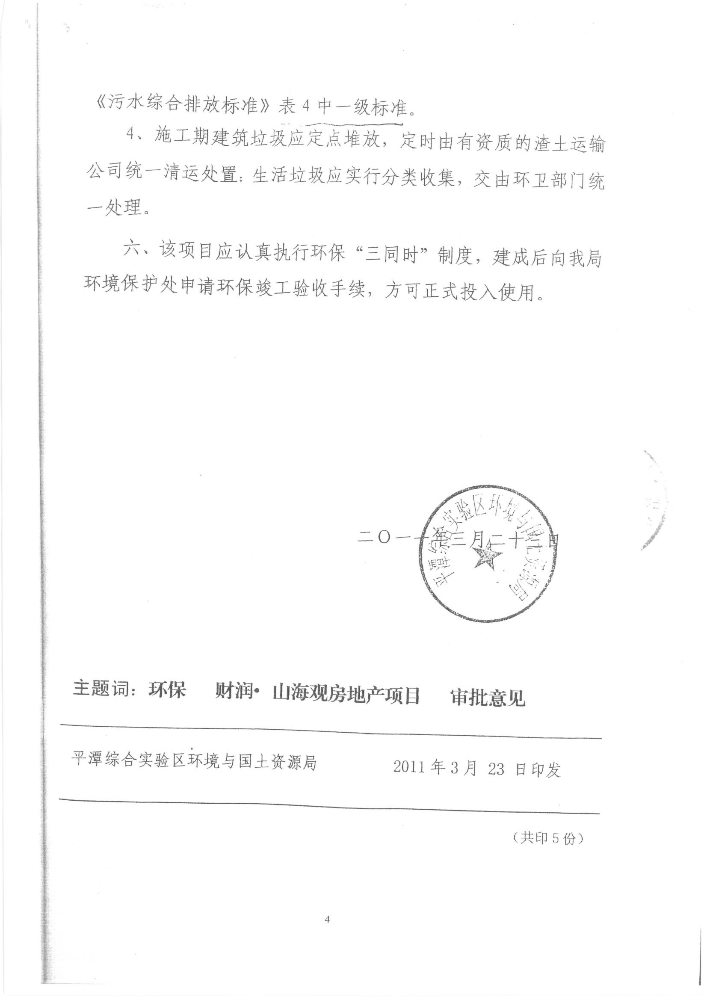 《污水综合排放标准》表 4 中一级标准。
4、施工期建筑垃圾应定点堆放，定时由有资质的渣土运输
公司统一清运处置；生活垃圾应实行分类收集，交由环卫部门统
一处理。
六、该项目应认真执行环保“三同时”制度，建成后向我局
环境保护处申请环保竣工验收手续，方可正式投入使用。
平潭综合实验区环境与国土资源局
二〇一一年三月二十 日
主题词：环保 财润·山海观房地产项目 审批意见
平潭综合实验区环境与国土资源局 2011 年 3 月 23 日印发
（共印 5 份）
4